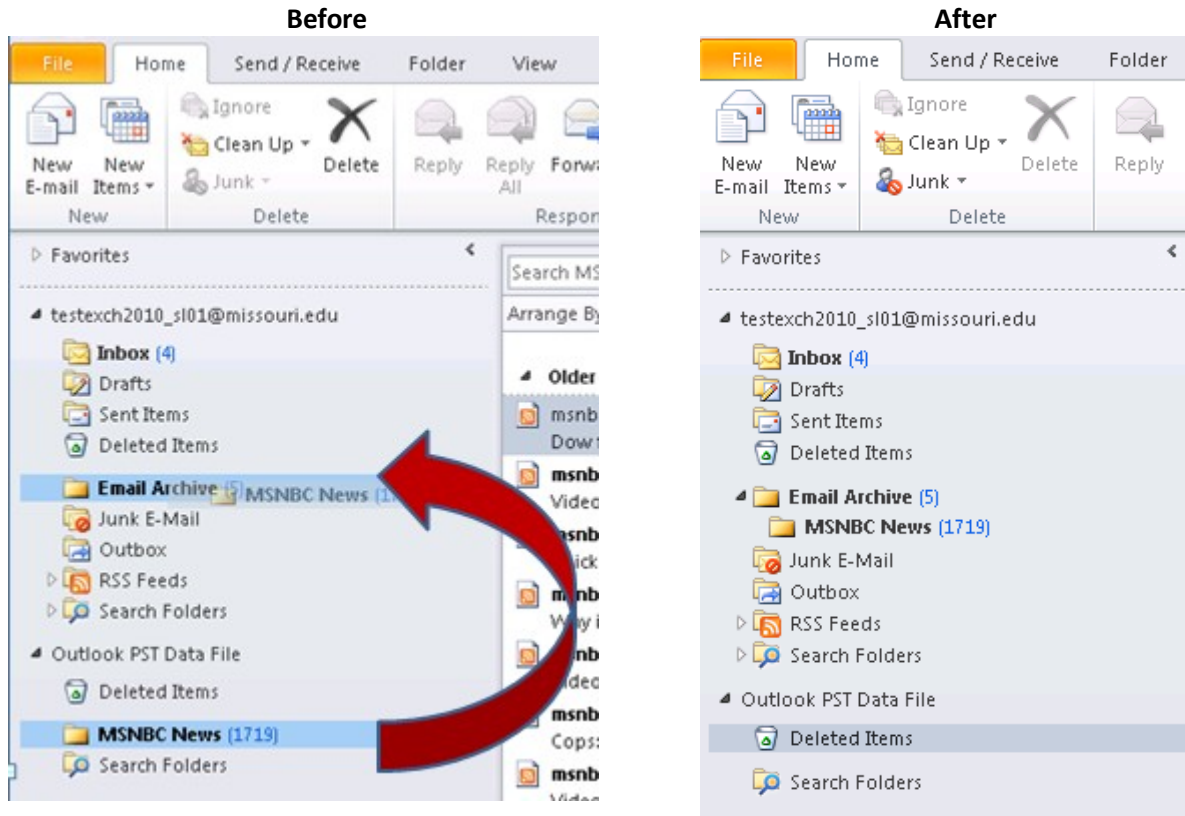 Before
File Home Send / Receive Folder View
Ignore
Clean Up
Junk
New E-mail
New Items
Delete
Reply
Reply All
New
Delete
Favorites
testexch2010_sl01@missouri.edu
Inbox (4)
Drafts
Sent Items
Deleted Items
Email Archive (5)
MSNBC News
Junk E-Mail
Outbox
RSS Feeds
Search Folders
Outlook PST Data File
Deleted Items
MSNBC News (1719)
Search Folders
Arrange By
Older
Cops:
After
File Home Send / Receive Folder
Ignore
Clean Up
Junk
New E-mail
New Items
Delete
Reply
New
Delete
Favorites
testexch2010_sl01@missouri.edu
Inbox (4)
Drafts
Sent Items
Deleted Items
Email Archive (5)
MSNBC News (1719)
Junk E-Mail
Outbox
RSS Feeds
Search Folders
Outlook PST Data File
Deleted Items
Search Folders